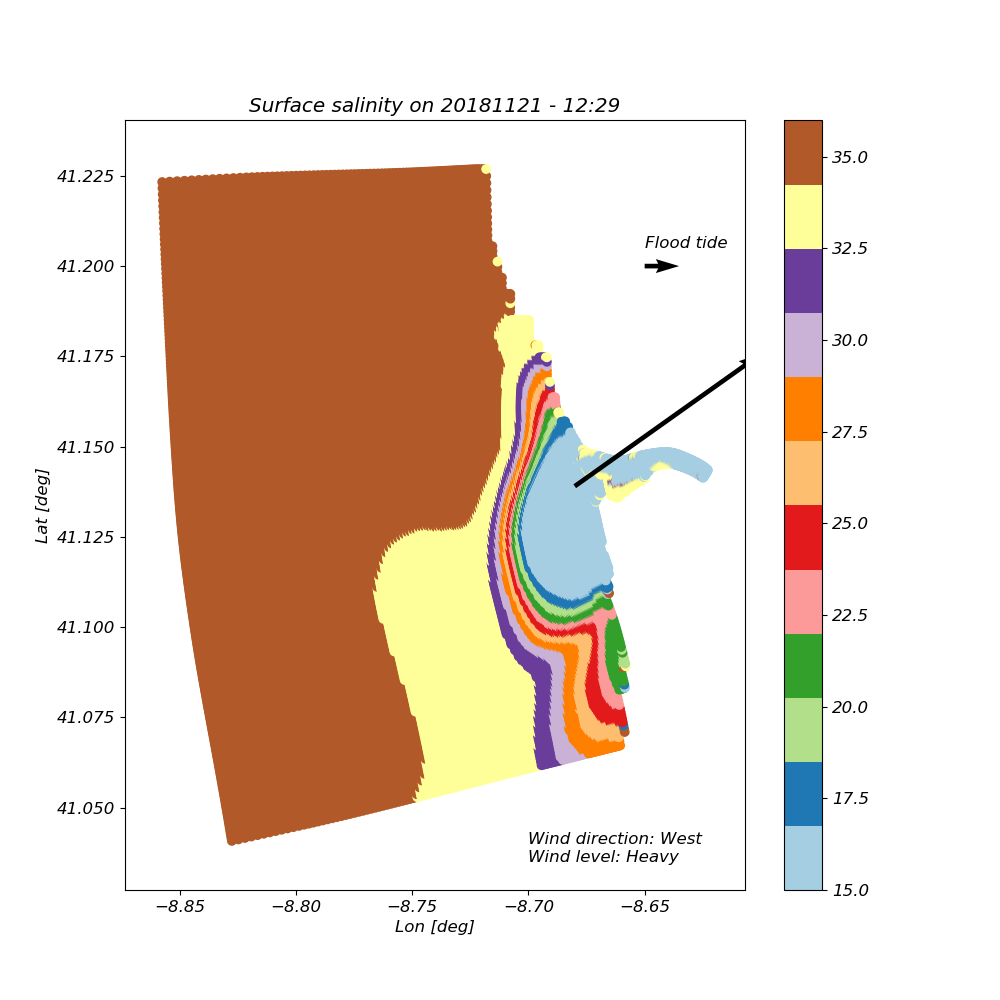 Surface salinity on 20181121 - 12:29
41.225
41.200
41.175
41.150
41.125
41.100
41.075
41.050
Lat [deg]
Flood tide
Wind direction: West
Wind level: Heavy
−8.85 −8.80 −8.75 −8.70 −8.65
Lon [deg]
35.0
32.5
30.0
27.5
25.0
22.5
20.0
17.5
15.0